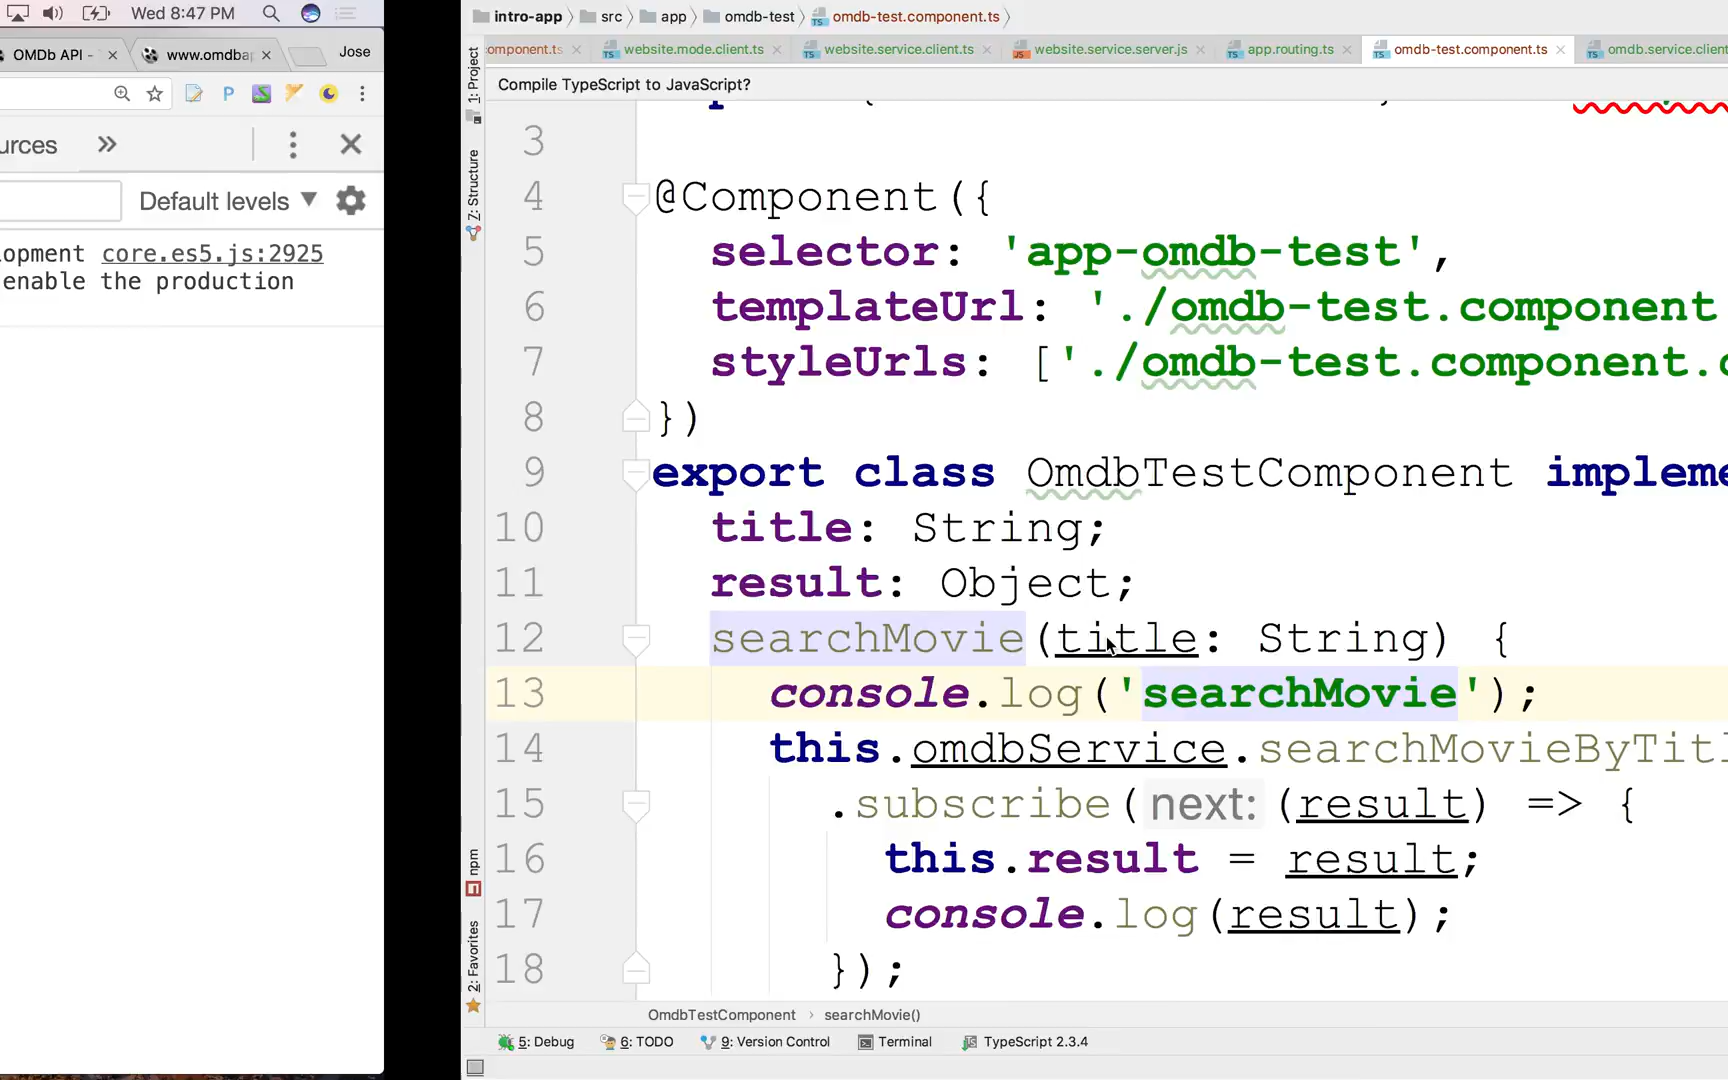 Wed 8:47 PM
OMDb API -
www.omdba
Jose
urces
Default levels ▼
lopment core.es5.js:2925
enable the production
intro-app
src
app
omdb-test
omdb-test.component.ts
omponent.ts
website.mode.client.ts
website.service.client.ts
website.service.server.js
app.routing.ts
omdb-test.component.ts
omdb.service.client
Compile TypeScript to JavaScript?
1: Project
Z: Structure
npm
2: Favorites
3
4 @Component({
5 selector: 'app-omdb-test',
6 templateUrl: './omdb-test.component
7 styleUrls: ['./omdb-test.component.c
8 })
9 export class OmdbTestComponent impleme
10 title: String;
11 result: Object;
12 searchMovie(title: String) {
13 console.log('searchMovie');
14 this.omdbService.searchMovieByTitl
15 .subscribe( next: (result) => {
16 this.result = result;
17 console.log(result);
18 });
OmdbTestComponent › searchMovie()
5: Debug
6: TODO
9: Version Control
Terminal
TypeScript 2.3.4